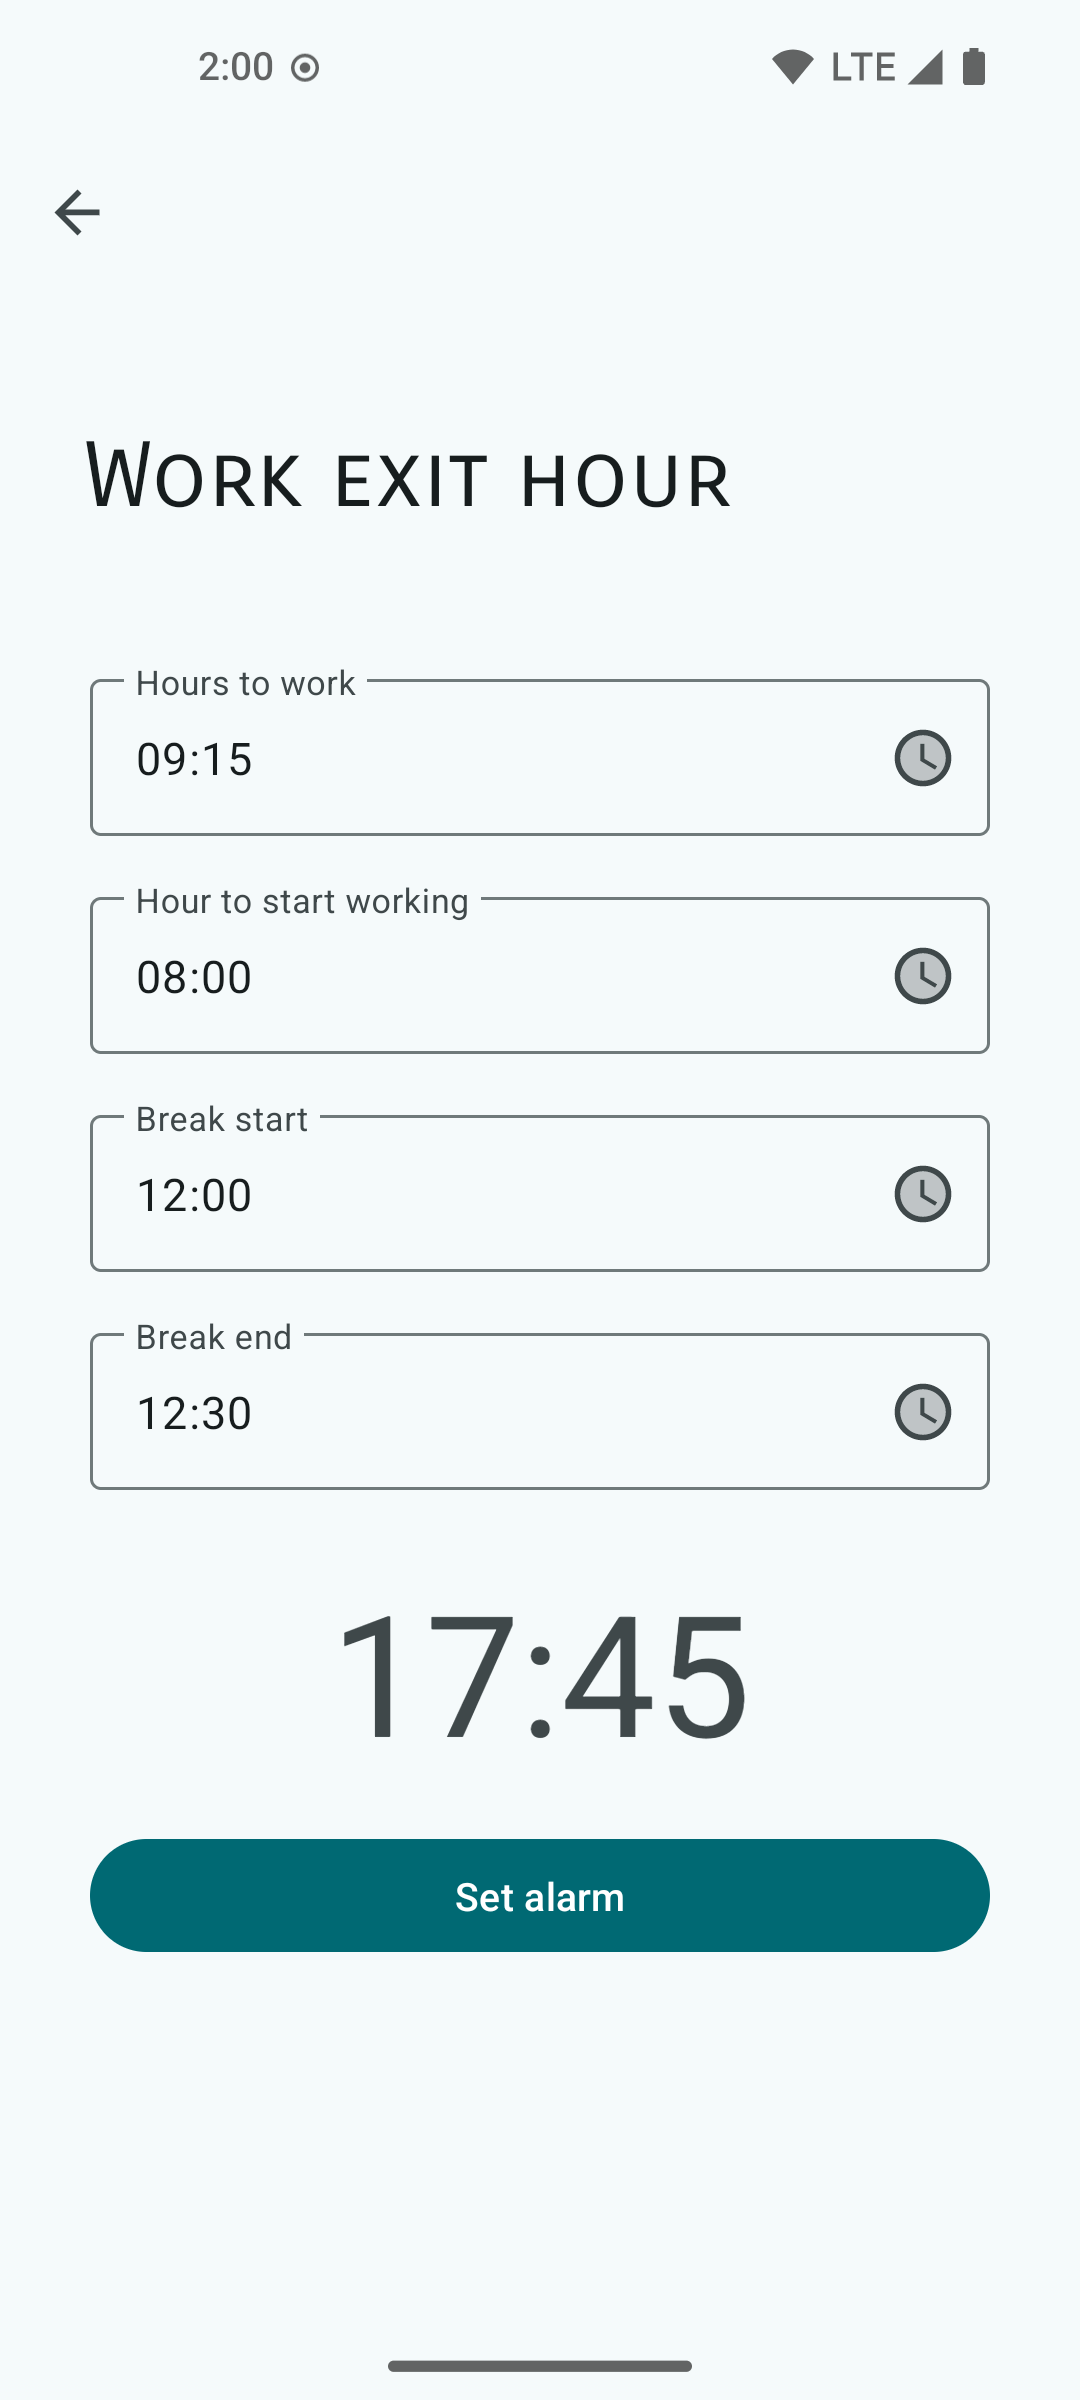 2:00 LTE
Work exit hour
Hours to work
09:15
Hour to start working
08:00
Break start
12:00
Break end
12:30
17:45
Set alarm